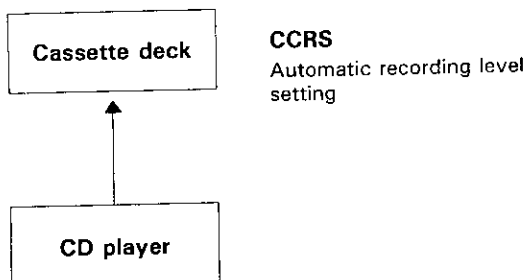 Cassette deck
CCRS
Automatic recording level
setting
CD player